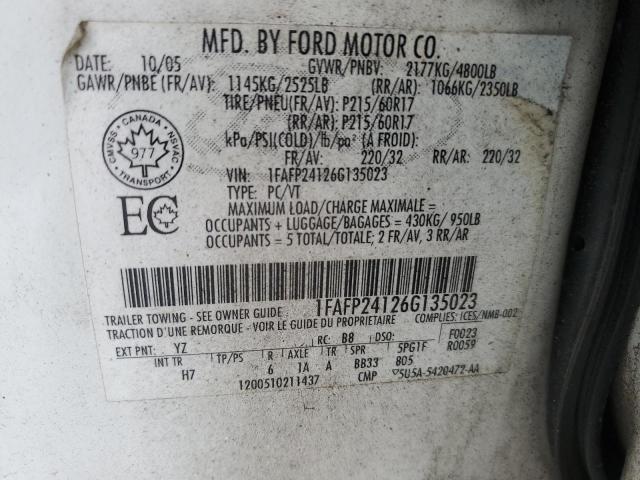 MFD. BY FORD MOTOR CO.
DATE: 10/05 GVWR/PNBV: 2177KG/4800LB
GAWR/PNBE (FR/AV): 1145KG/2525LB (RR/AR): 1066KG/2350LB
TIRE/PNEU(FR/AV): P215/60R17
(RR/AR): P215/60R17
kPa/PSI(COLD)/lb/po² (A FROID):
FR/AV: 220/32 RR/AR: 220/32
CMVSS CANADA NSVAC
977
TRANSPORT
VIN: 1FAFP24126G135023
TYPE: PC/VT
EC
MAXIMUM LOAD/CHARGE MAXIMALE =
OCCUPANTS + LUGGAGE/BAGAGES = 430KG/ 950LB
OCCUPANTS = 5 TOTAL/TOTALE; 2 FR/AV, 3 RR/AR
1FAFP24126G135023
TRAILER TOWING - SEE OWNER GUIDE
COMPLIES: ICES/NMB-002
TRACTION D'UNE REMORQUE - VOIR LE GUIDE DU PROPRIETAIRE
EXT PNT: YZ RC: B8 DSO: F0023
R0059
INT TR TP/PS R AXLE TR SPR 5PG1F
H7 6 1A A BB33 805
1200510211437 CMP 5U5A-5420472-AA